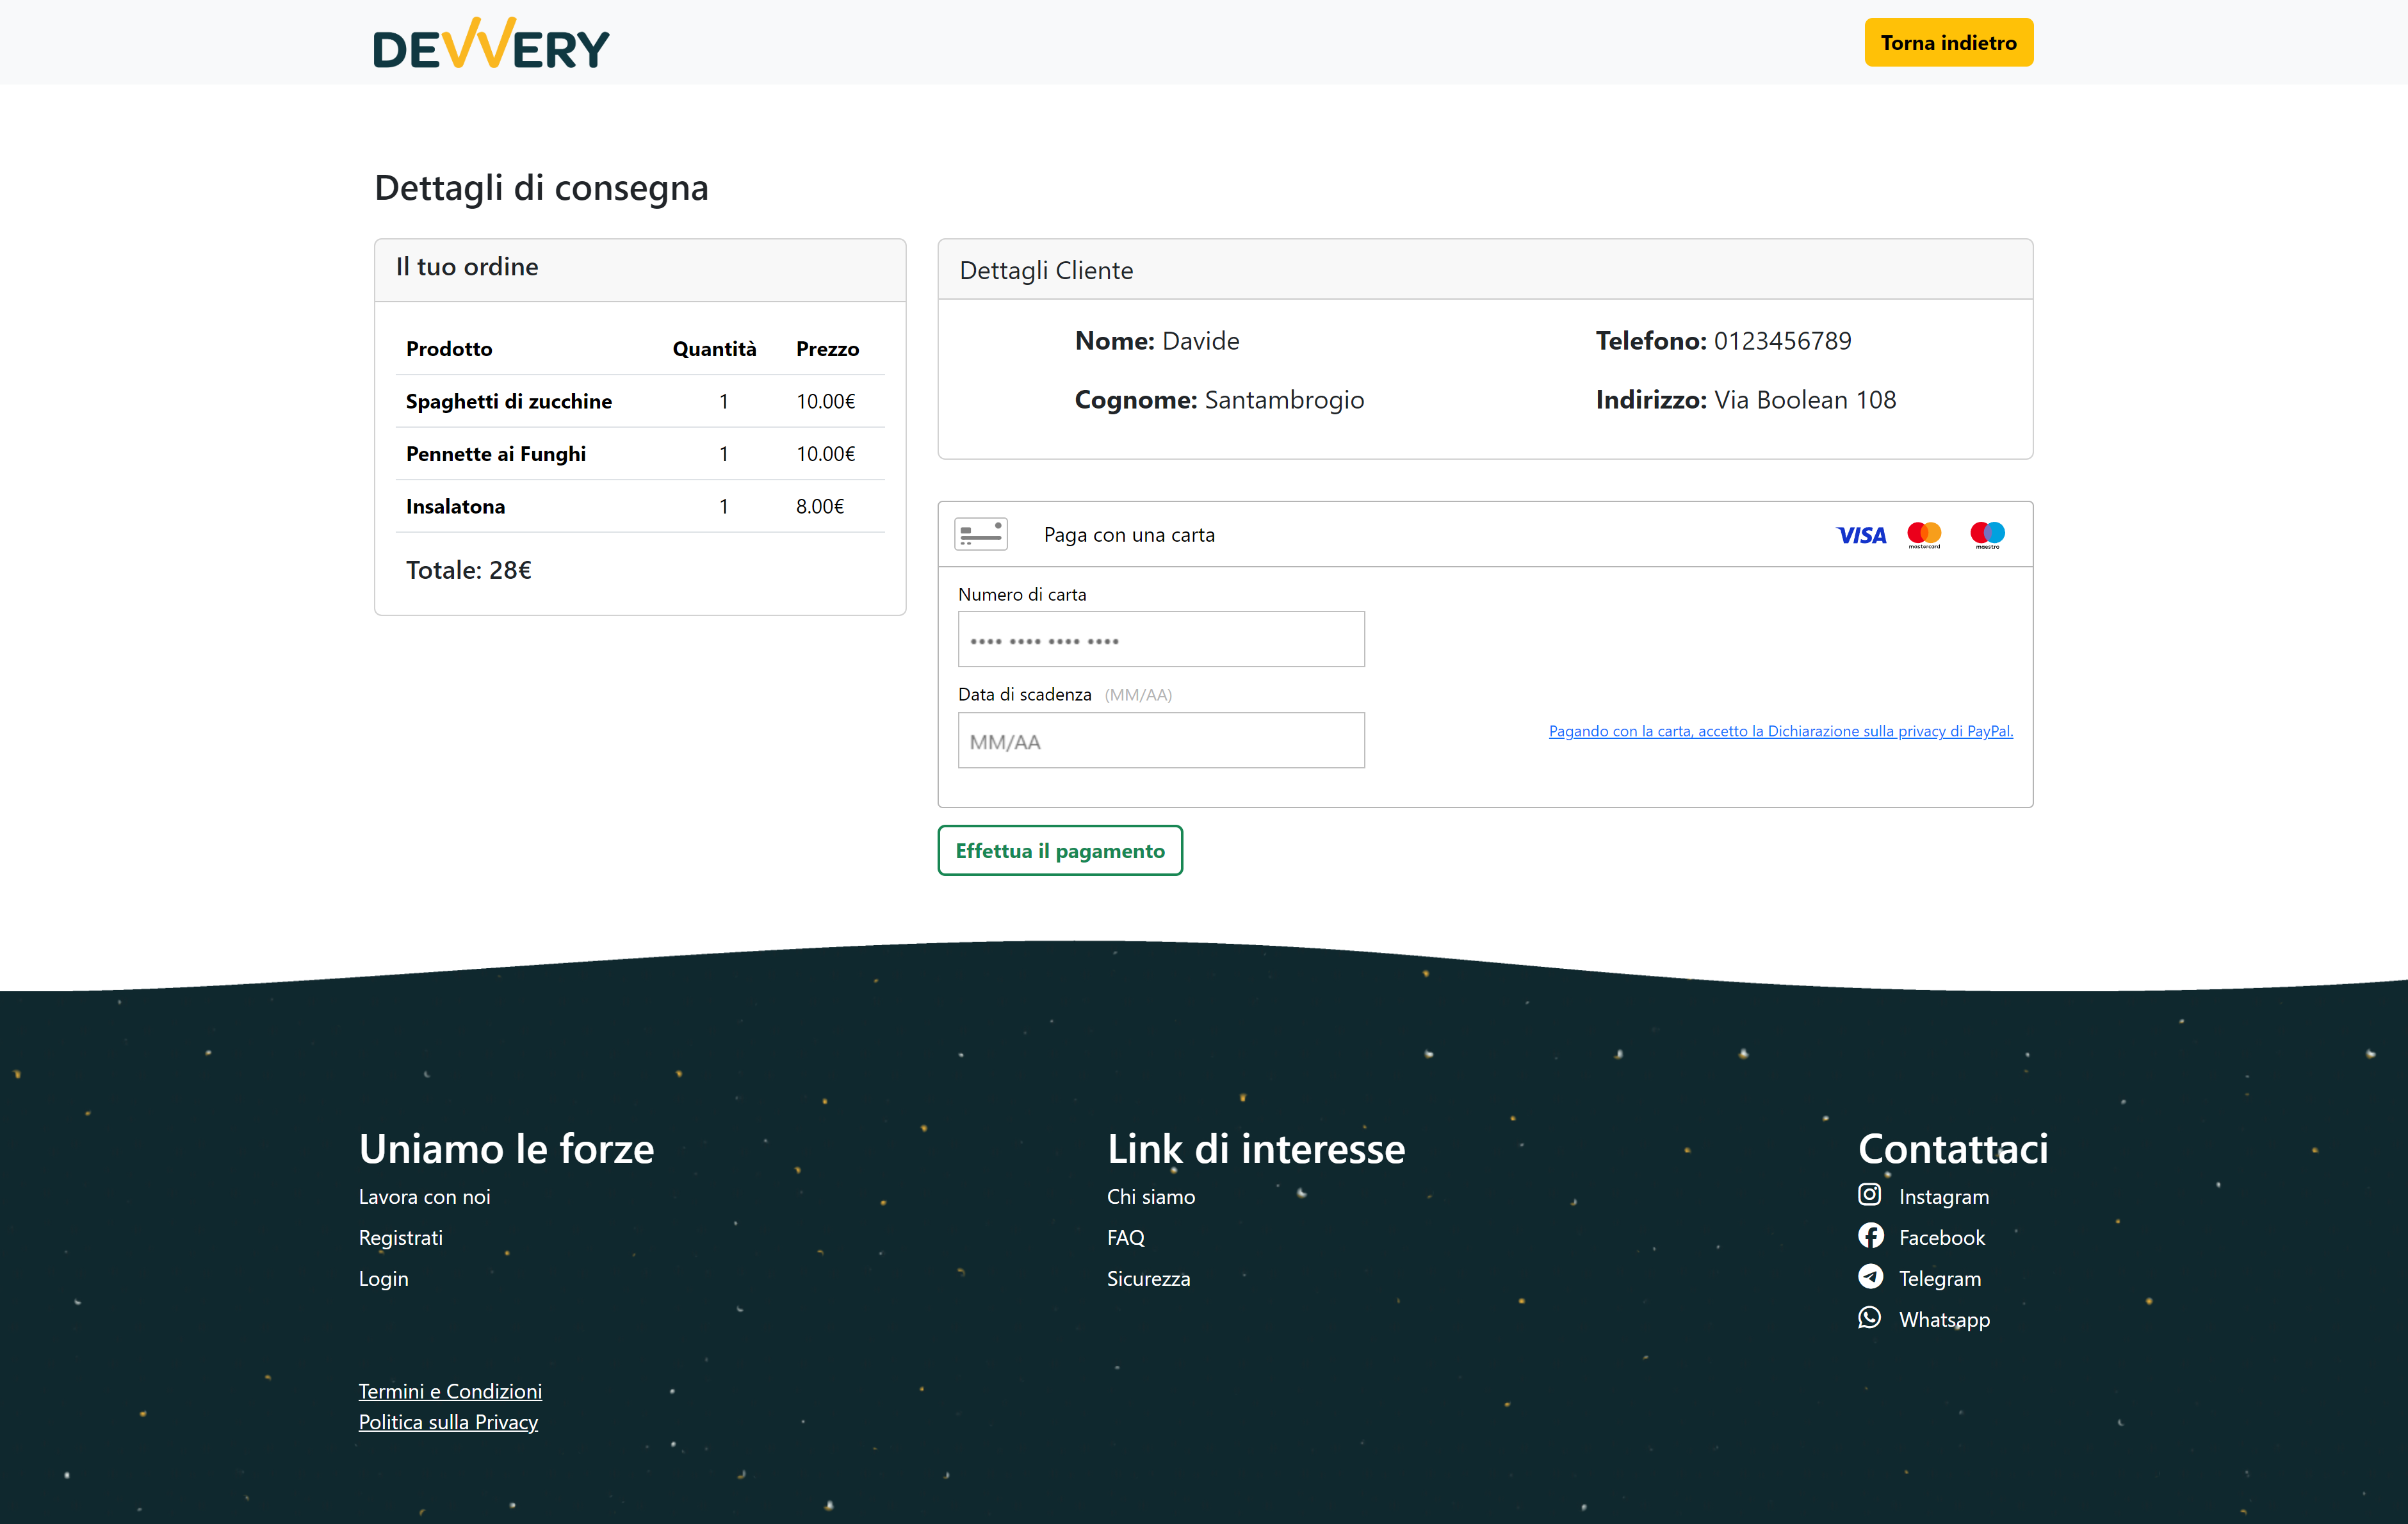 DEVVERY
Torna indietro
Dettagli di consegna
Il tuo ordine
Prodotto Quantità Prezzo
Spaghetti di zucchine 1 10.00€
Pennette ai Funghi 1 10.00€
Insalatona 1 8.00€
Totale: 28€
Dettagli Cliente
Nome: Davide Telefono: 0123456789
Cognome: Santambrogio Indirizzo: Via Boolean 108
Paga con una carta VISA mastercard maestro
Numero di carta
•••• •••• •••• ••••
Data di scadenza (MM/AA)
MM/AA
Pagando con la carta, accetto la Dichiarazione sulla privacy di PayPal.
Effettua il pagamento
Uniamo le forze
Lavora con noi
Registrati
Login
Link di interesse
Chi siamo
FAQ
Sicurezza
Contattaci
Instagram
Facebook
Telegram
Whatsapp
Termini e Condizioni
Politica sulla Privacy